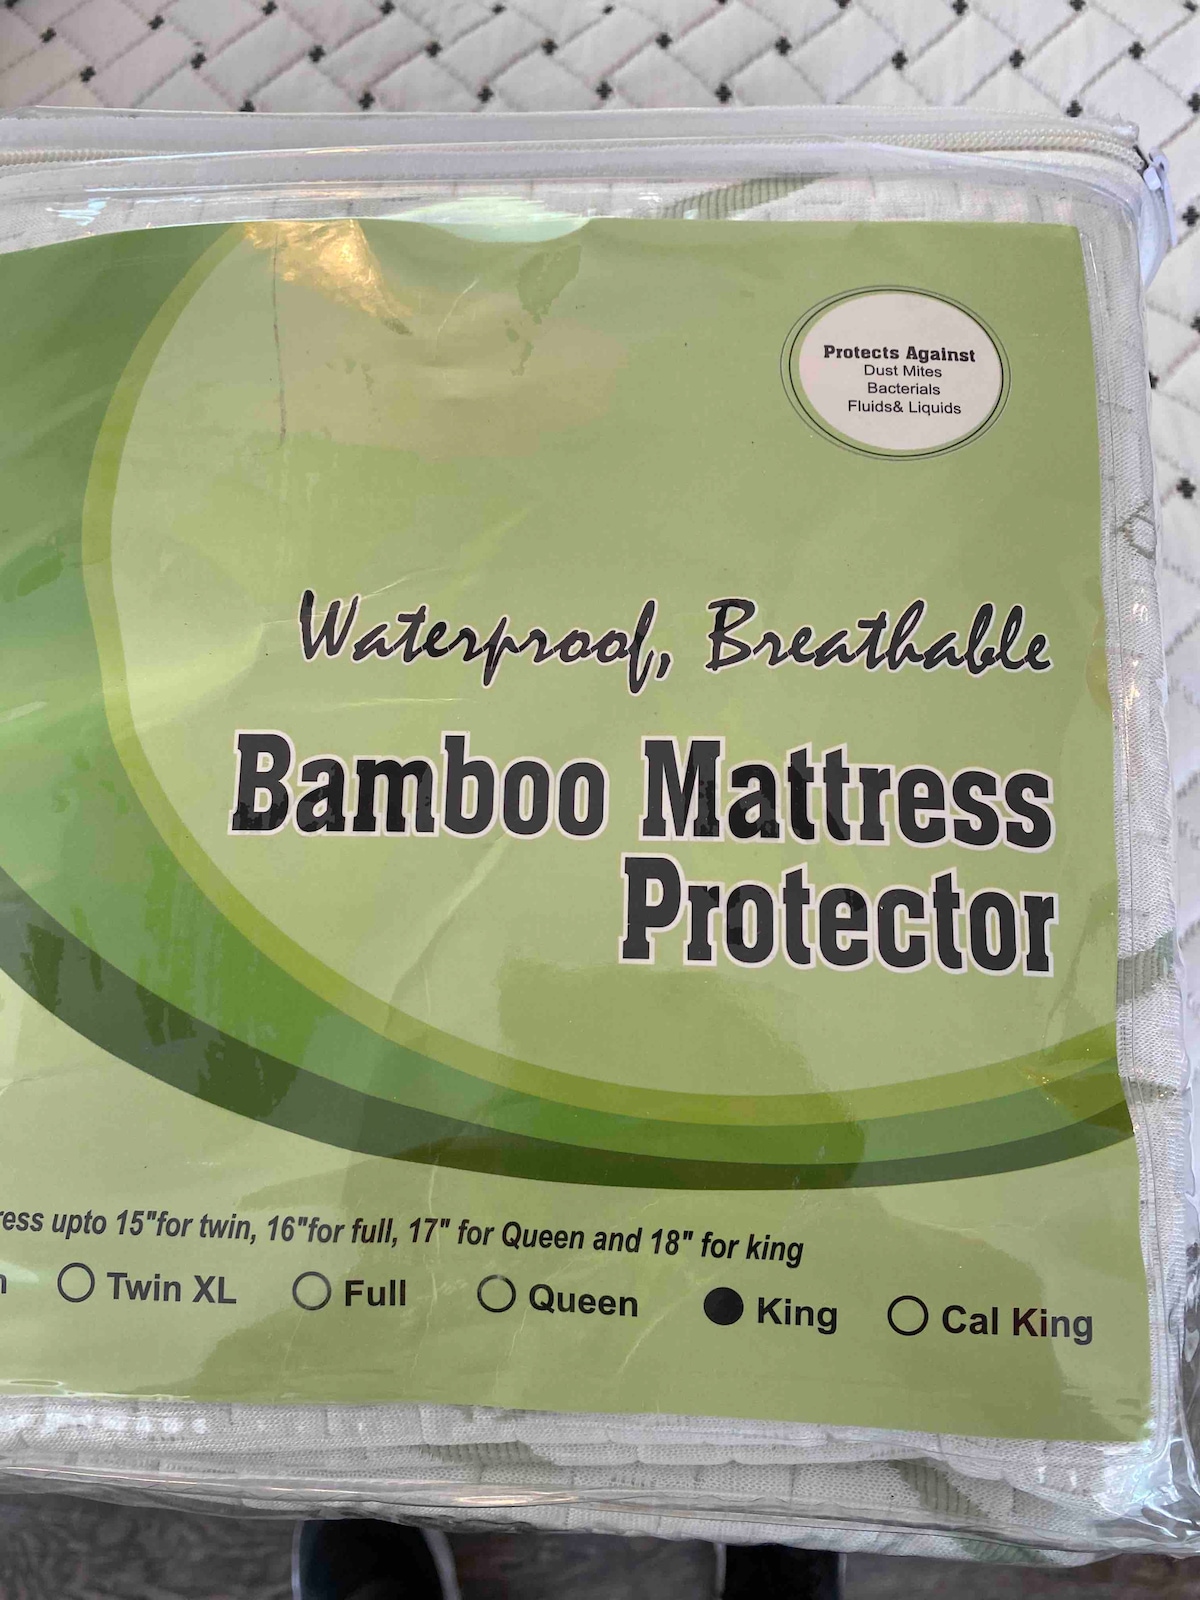 Protects Against
Dust Mites
Bacterials
Fluids& Liquids
Waterproof, Breathable
Bamboo Mattress
Protector
upto 15"for twin, 16"for full, 17" for Queen and 18" for king
Twin XL Full Queen King Cal King